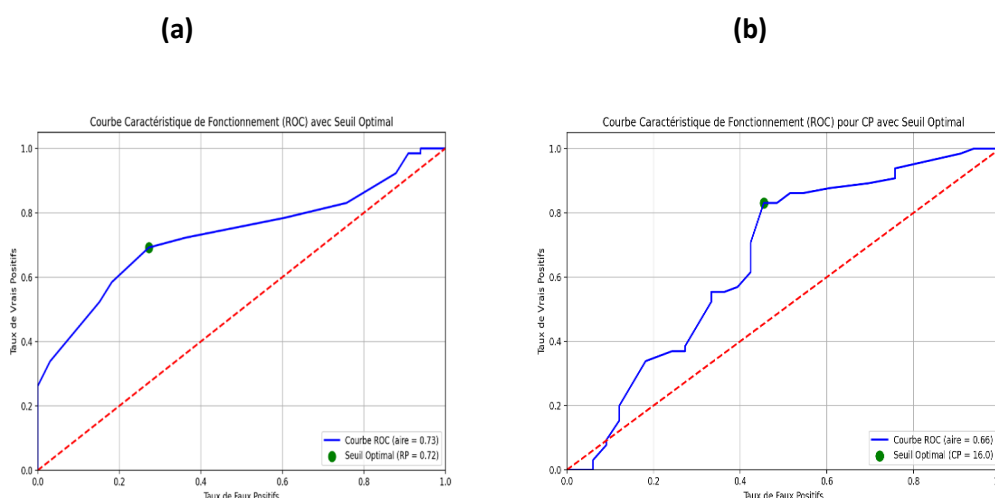 (a)
(b)
Courbe Caractéristique de Fonctionnement (ROC) avec Seuil Optimal
1.0
0.8
0.6
0.4
0.2
0.0
Taux de Vrais Positifs
0.0
0.2
0.4
0.6
0.8
1.0
Taux de Faux Positifs
Courbe ROC (aire = 0.73)
Seuil Optimal (RP = 0.72)
Courbe Caractéristique de Fonctionnement (ROC) pour CP avec Seuil Optimal
1.0
0.8
0.6
0.4
0.2
0.0
Taux de Vrais Positifs
0.0
0.2
0.4
0.6
0.8
Taux de Faux Positifs
Courbe ROC (aire = 0.66)
Seuil Optimal (CP = 16.0)